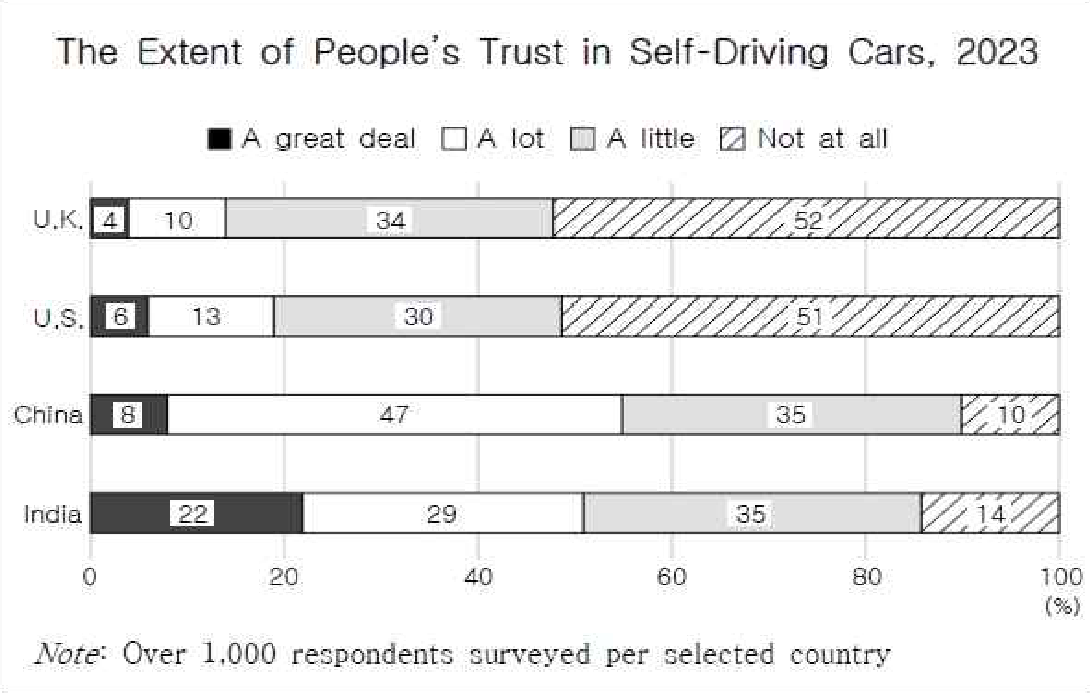 The Extent of People's Trust in Self-Driving Cars, 2023
A great deal A lot A little Not at all
U.K. 4 10 34 52
U.S. 6 13 30 51
China 8 47 35 10
India 22 29 35 14
0 20 40 60 80 100
(%)
Note: Over 1,000 respondents surveyed per selected country